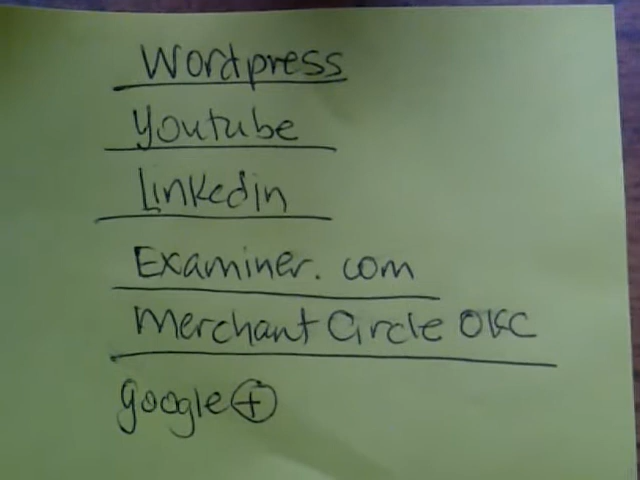 Wordpress
Youtube
Linkedin
Examiner. com
Merchant Circle OKC
google+